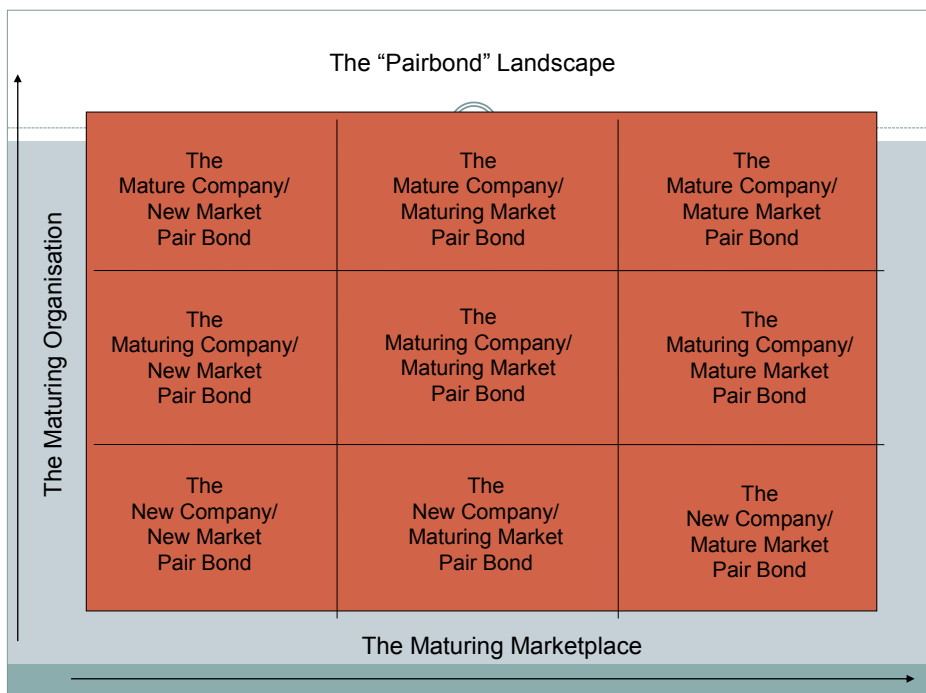 The “Pairbond” Landscape
The Maturing Organisation
The
Mature Company/
New Market
Pair Bond
The
Mature Company/
Maturing Market
Pair Bond
The
Mature Company/
Mature Market
Pair Bond
The
Maturing Company/
New Market
Pair Bond
The
Maturing Company/
Maturing Market
Pair Bond
The
Maturing Company/
Mature Market
Pair Bond
The
New Company/
New Market
Pair Bond
The
New Company/
Maturing Market
Pair Bond
The
New Company/
Mature Market
Pair Bond
The Maturing Marketplace